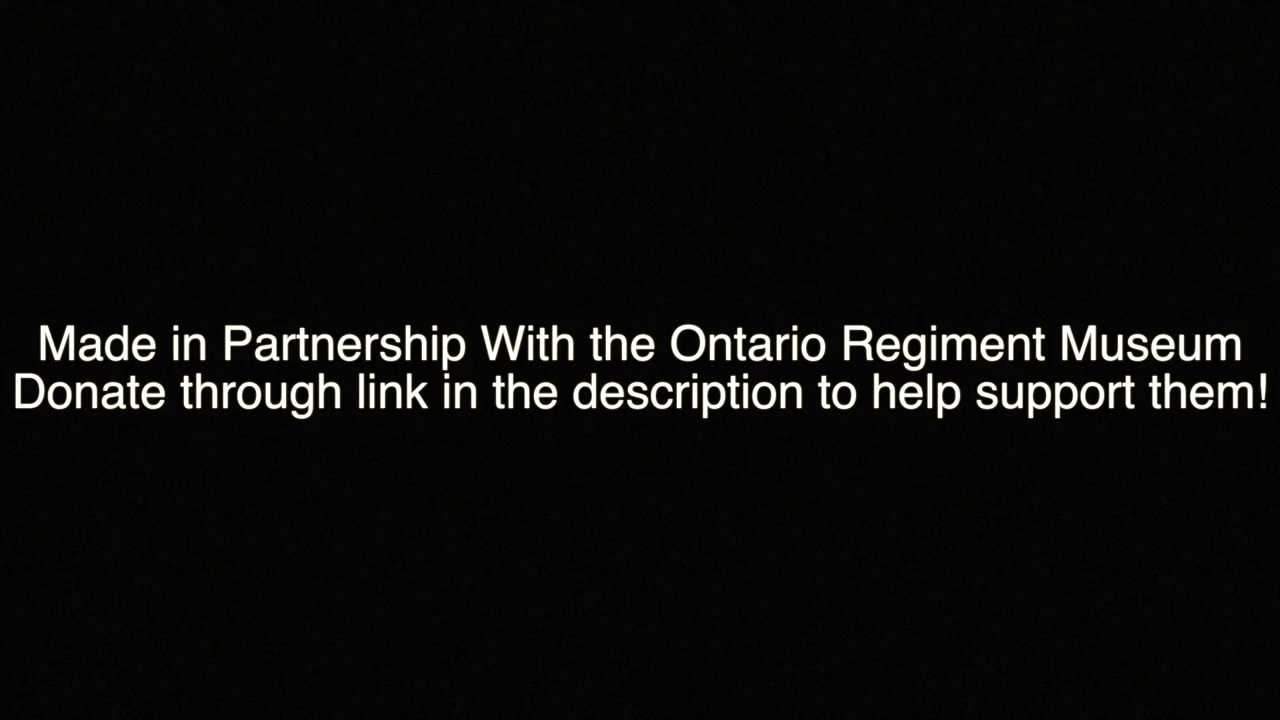 Made in Partnership With the Ontario Regiment Museum
Donate through link in the description to help support them!